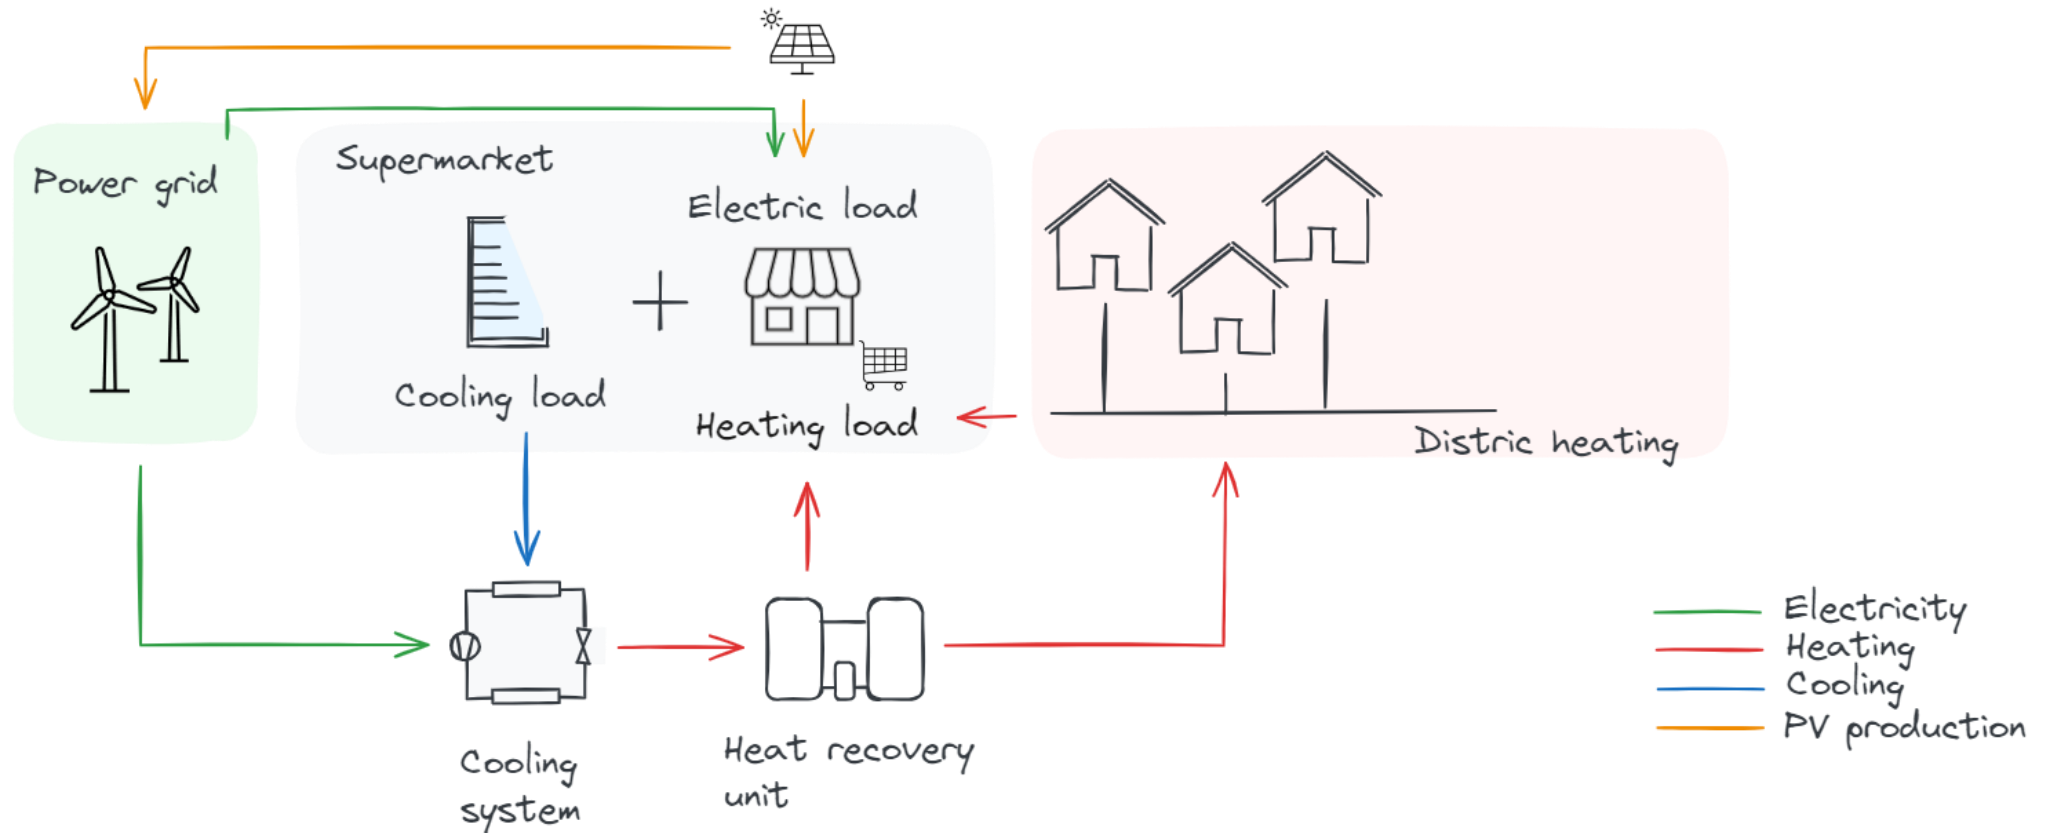 Power grid
Supermarket
Electric load
Cooling load
Heating load
Distric heating
Cooling
system
Heat recovery
unit
Electricity
Heating
Cooling
PV production